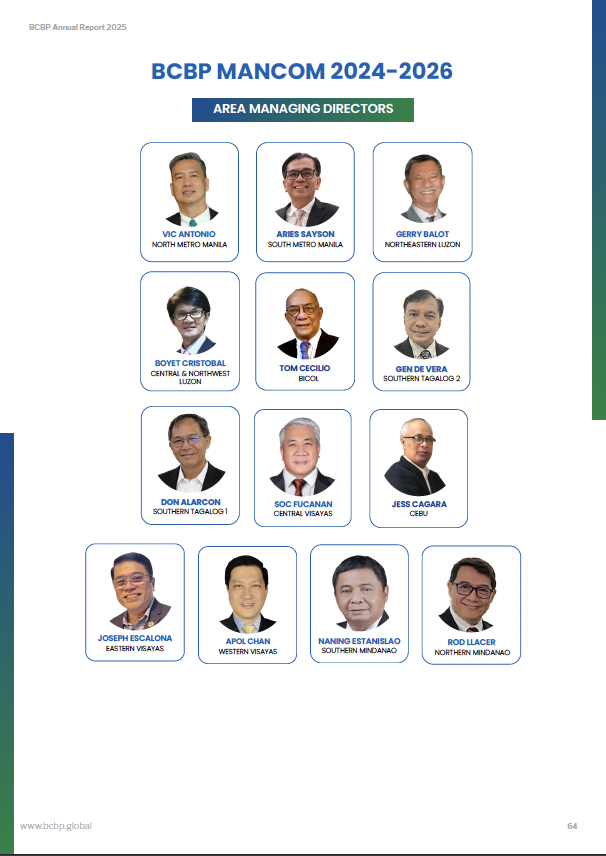 BCBP Annual Report 2025
BCBP MANCOM 2024-2026
AREA MANAGING DIRECTORS
VIC ANTONIO
NORTH METRO MANILA
ARIES SAYSON
SOUTH METRO MANILA
GERRY BALOT
NORTHEASTERN LUZON
BOYET CRISTOBAL
CENTRAL & NORTHWEST
LUZON
TOM CECILIO
BICOL
GEN DE VERA
SOUTHERN TAGALOG 2
DON ALARCON
SOUTHERN TAGALOG 1
SOC FUCANAN
CENTRAL VISAYAS
JESS CAGARA
CEBU
JOSEPH ESCALONA
EASTERN VISAYAS
APOL CHAN
WESTERN VISAYAS
NANING ESTANISLAO
SOUTHERN MINDANAO
ROD LLACER
NORTHERN MINDANAO
www.bcbp.global
64